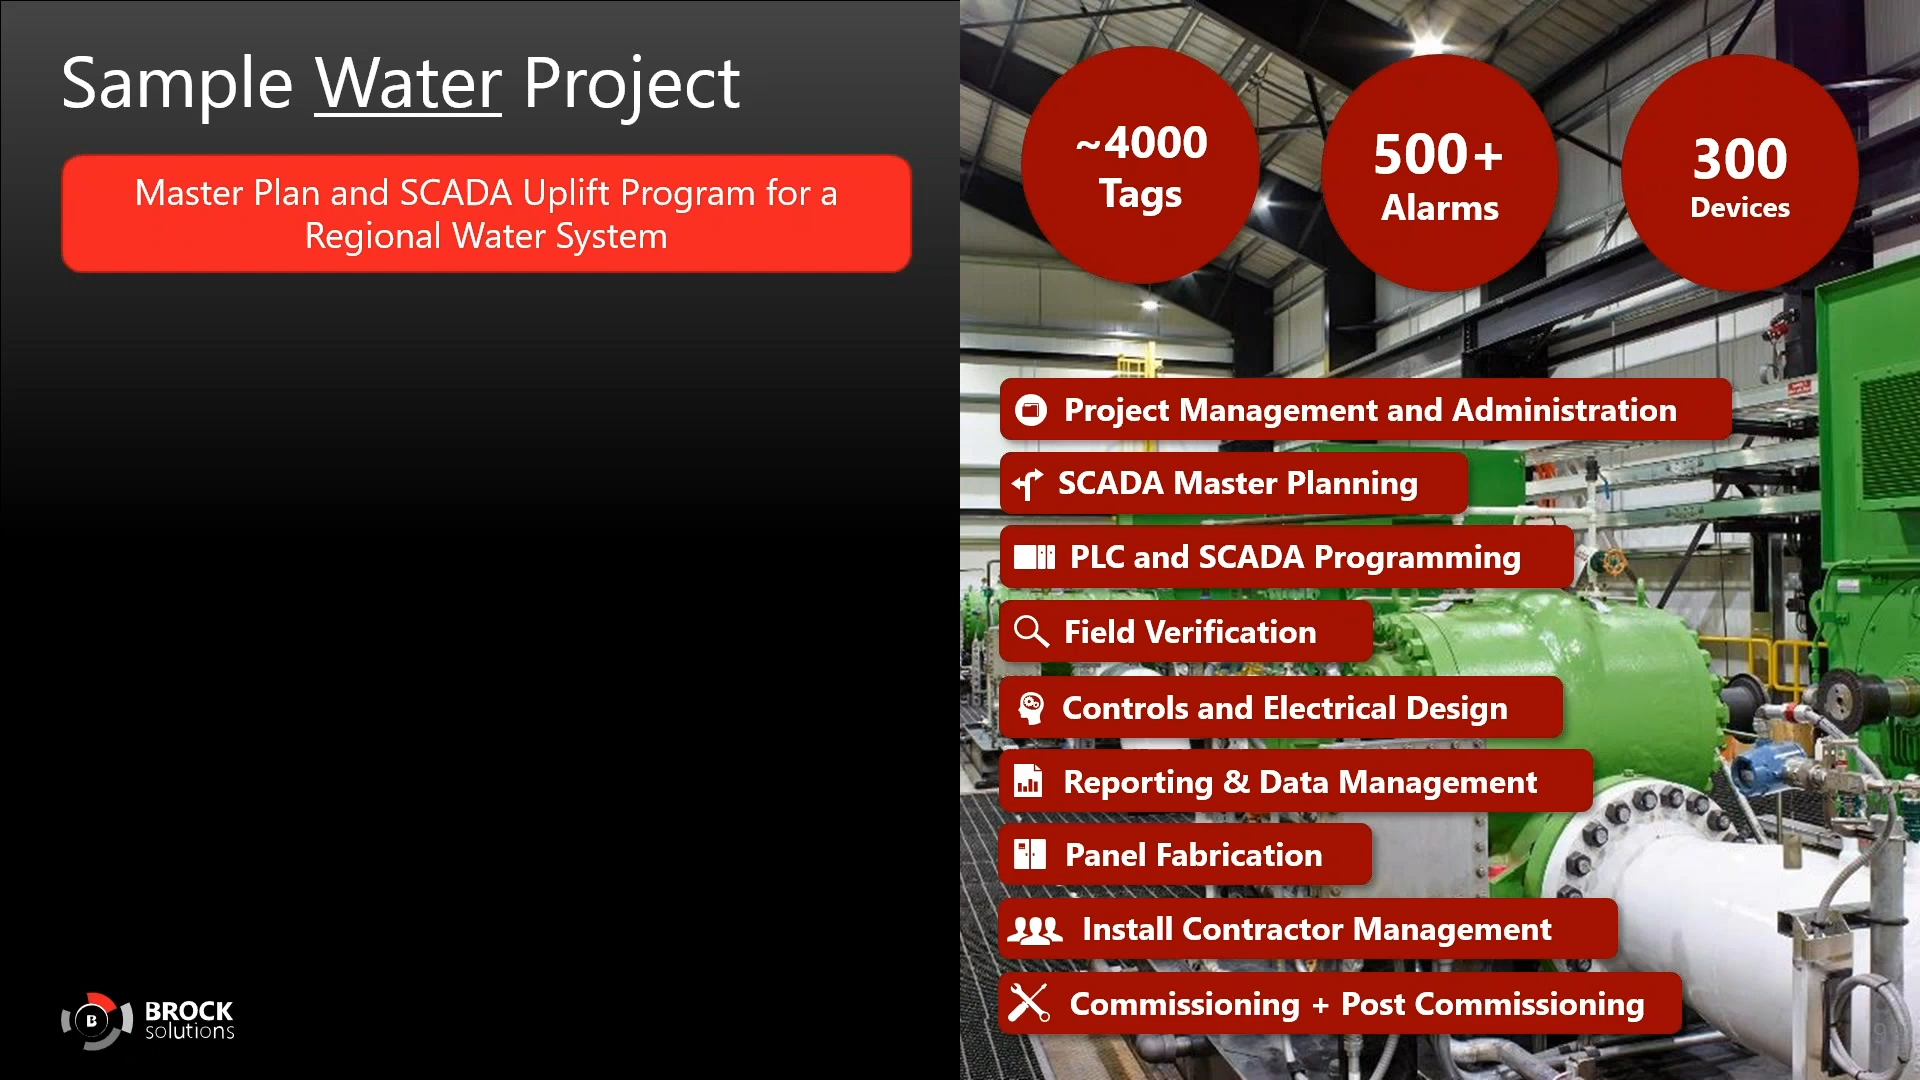 Sample Water Project
Master Plan and SCADA Uplift Program for a
Regional Water System
~4000
Tags
500+
Alarms
300
Devices
Project Management and Administration
SCADA Master Planning
PLC and SCADA Programming
Field Verification
Controls and Electrical Design
Reporting & Data Management
Panel Fabrication
Install Contractor Management
Commissioning + Post Commissioning
B
BROCK
solutions